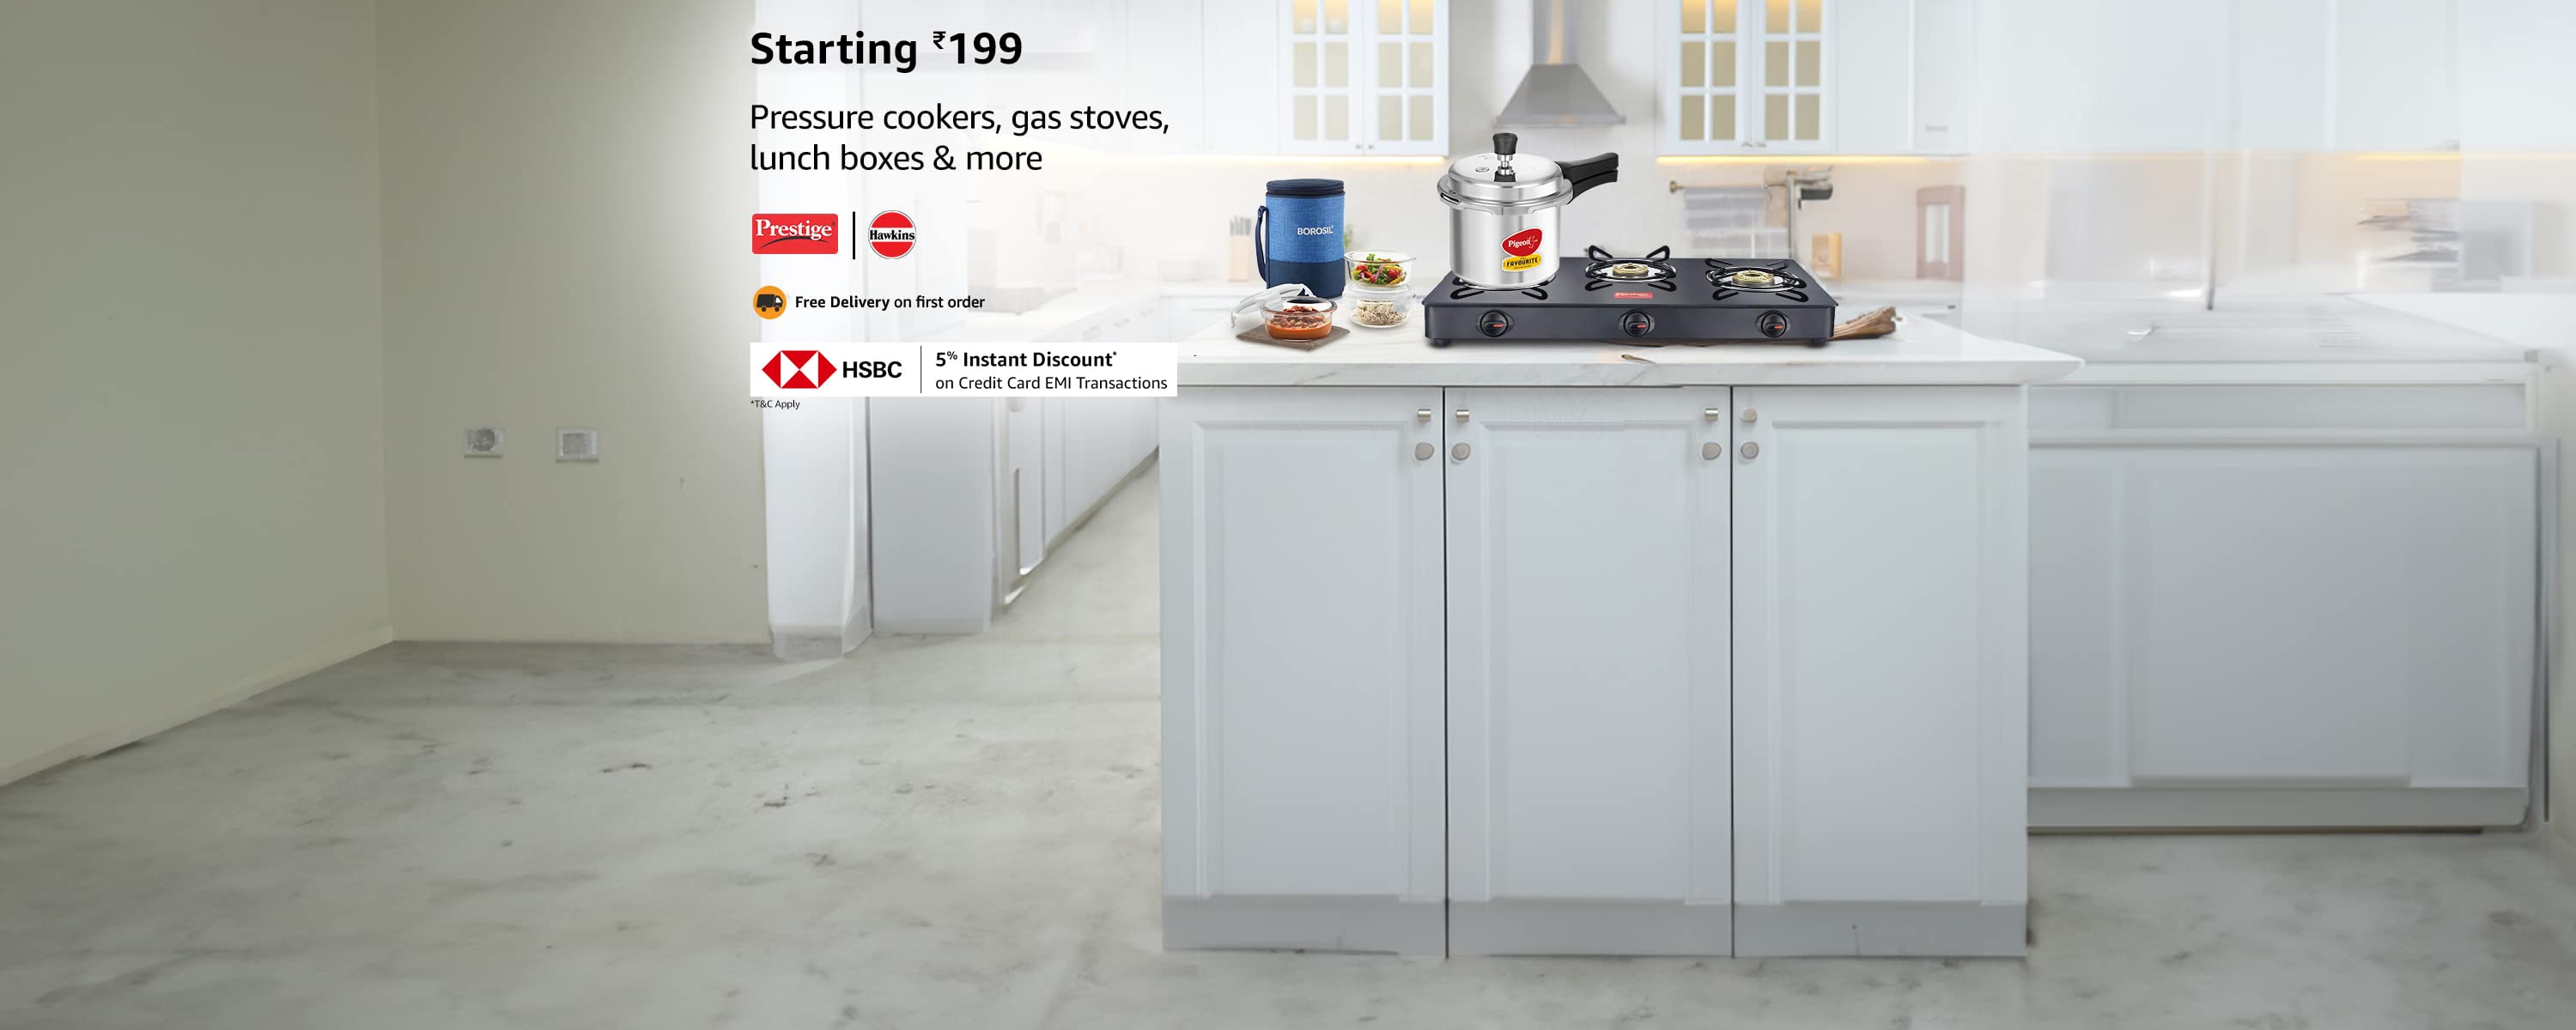 Starting ₹199
Pressure cookers, gas stoves,
lunch boxes & more
Prestige
Hawkins
Free Delivery on first order
HSBC
5% Instant Discount*
on Credit Card EMI Transactions
*T&C Apply
BOROSIL
Pigeon
FAVOURITE